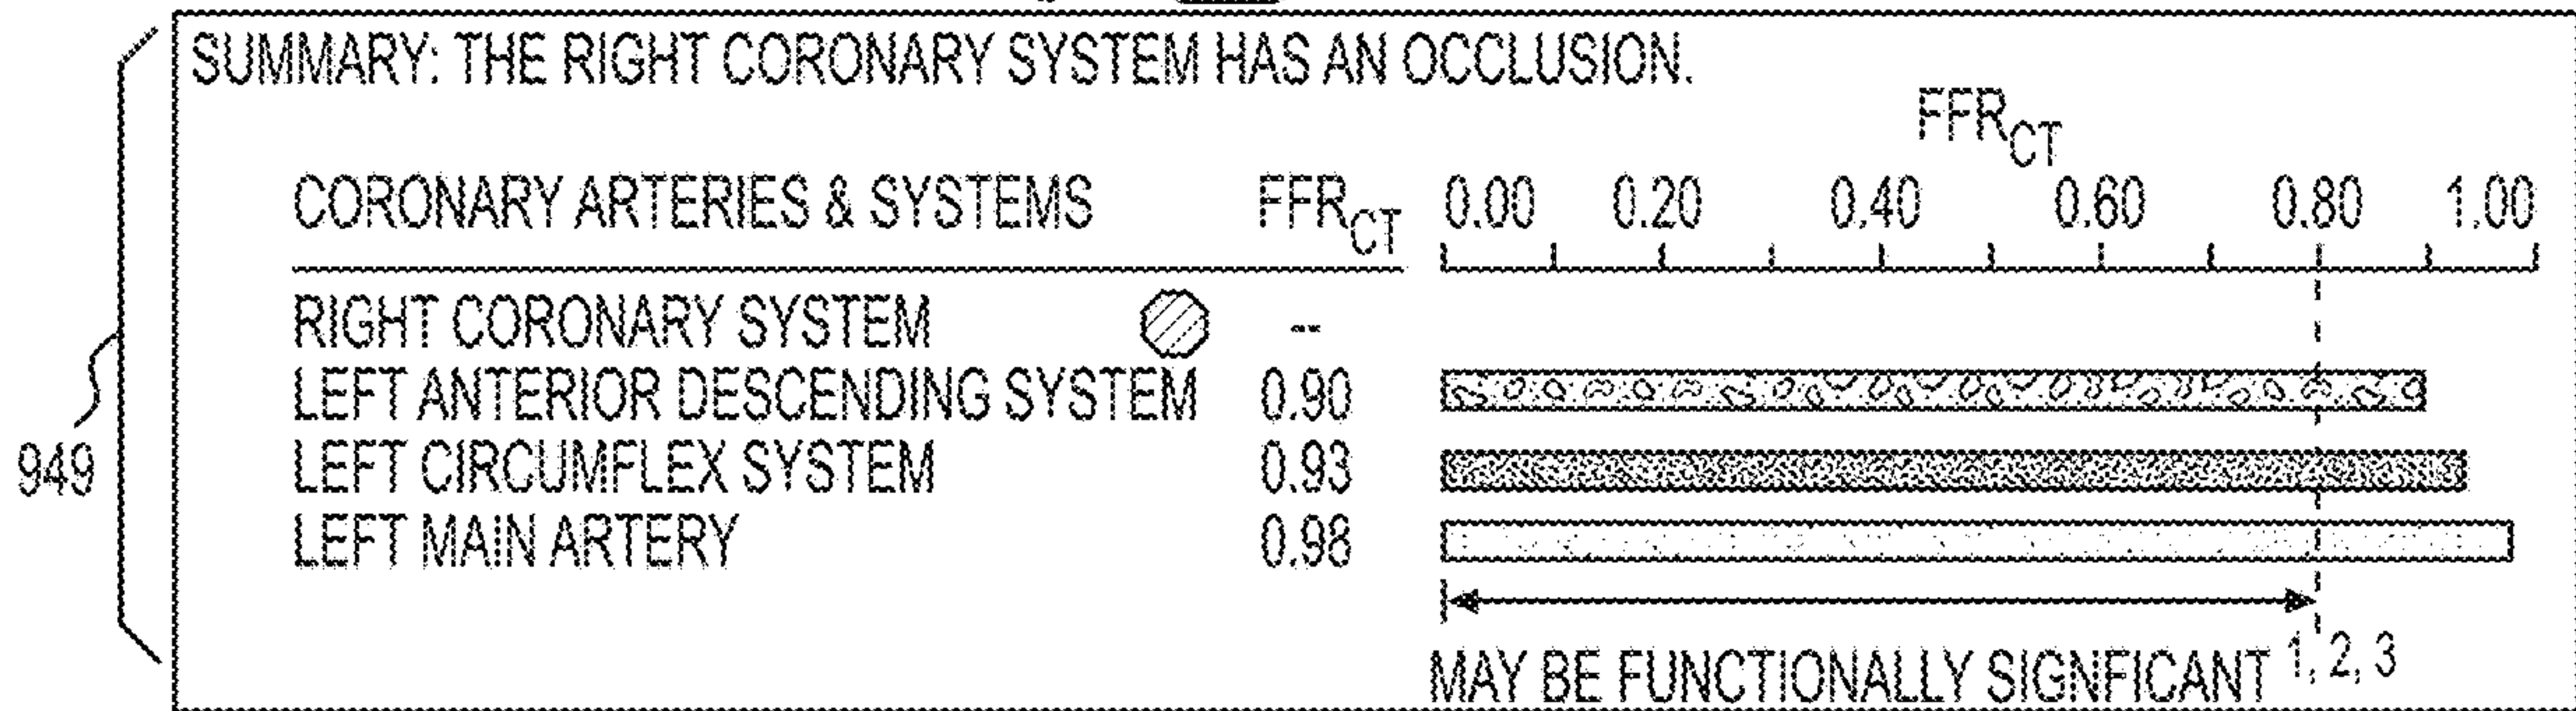 SUMMARY: THE RIGHT CORONARY SYSTEM HAS AN OCCLUSION.
FFRCT
CORONARY ARTERIES & SYSTEMS FFRCT 0.00 0.20 0.40 0.60 0.80 1.00
RIGHT CORONARY SYSTEM --
LEFT ANTERIOR DESCENDING SYSTEM 0.90
LEFT CIRCUMFLEX SYSTEM 0.93
949
LEFT MAIN ARTERY 0.98
MAY BE FUNCTIONALLY SIGNFICANT 1, 2, 3